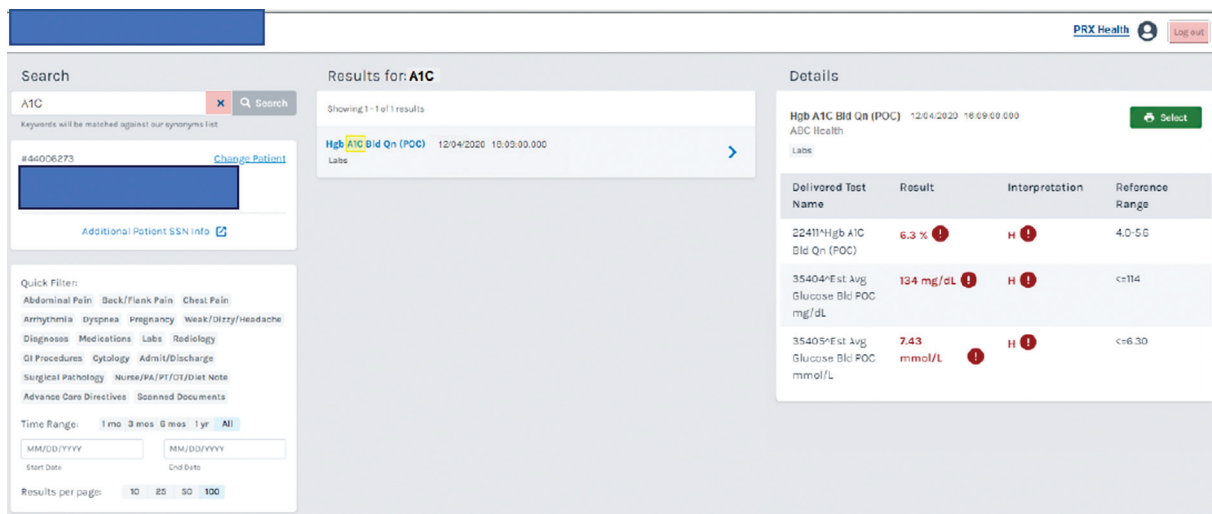 PRX Health
Log out
Search
A1C
Search
Keywords will be matched against our synonyms list
#44006273
Change Patient
Additional Patient SSN Info
Quick Filter:
Abdominal Pain Back/Flank Pain Chest Pain
Arrhythmia Dyspnea Pregnancy Weak/Dizzy/Headache
Diagnoses Medications Labs Radiology
GI Procedures Cytology Admit/Discharge
Surgical Pathology Nurse/PA/PT/OT/Diet Note
Advance Care Directives Scanned Documents
Time Range: 1 mo 3 mos 6 mos 1 yr All
MM/DD/YYYY MM/DD/YYYY
Start Date End Date
Results per page: 10 25 50 100
Results for: A1C
Showing 1 - 1 of 1 results
Hgb A1C Bld Qn (POC) 12/04/2020 16:09:00.000
Labs
Details
Hgb A1C Bld Qn (POC) 12/04/2020 16:09:00.000
ABC Health
Select
Labs
Delivered Test Result Interpretation Reference
Name Range
22411^Hgb A1C 6.3 % H 4.0-5.6
Bld Qn (POC)
35404^Est Avg 134 mg/dL H <=114
Glucose Bld POC
mg/dL
35405^Est Avg 7.43 H <=6.30
Glucose Bld POC mmol/L
mmol/L